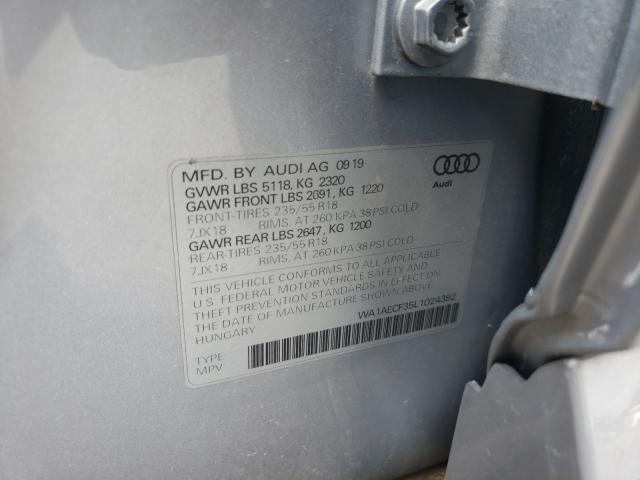 MFD. BY AUDI AG 09 19
GVWR LBS 5118, KG 2320
GAWR FRONT LBS 2691, KG 1220
FRONT-TIRES 235/55 R18
7JX18 RIMS. AT 260 KPA 38 PSI COLD
GAWR REAR LBS 2647, KG 1200
REAR-TIRES 235/55 R18
7JX18 RIMS. AT 260 KPA 38 PSI COLD
Audi
THIS VEHICLE CONFORMS TO ALL APPLICABLE
U.S. FEDERAL MOTOR VEHICLE SAFETY AND
THEFT PREVENTION STANDARDS IN EFFECT ON
THE DATE OF MANUFACTURE SHOWN ABOVE.
HUNGARY
WA1AECF35L1024392
TYPE
MPV